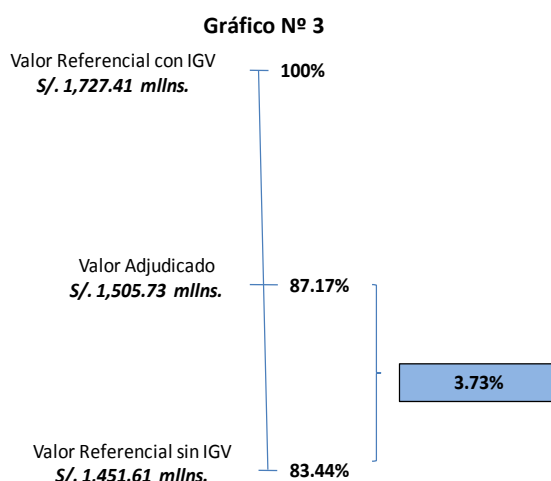 Gráfico Nº 3
Valor Referencial con IGV
S/. 1,727.41 mllns.
100%
Valor Adjudicado
S/. 1,505.73 mllns.
87.17%
3.73%
Valor Referencial sin IGV
S/. 1,451.61 mllns.
83.44%